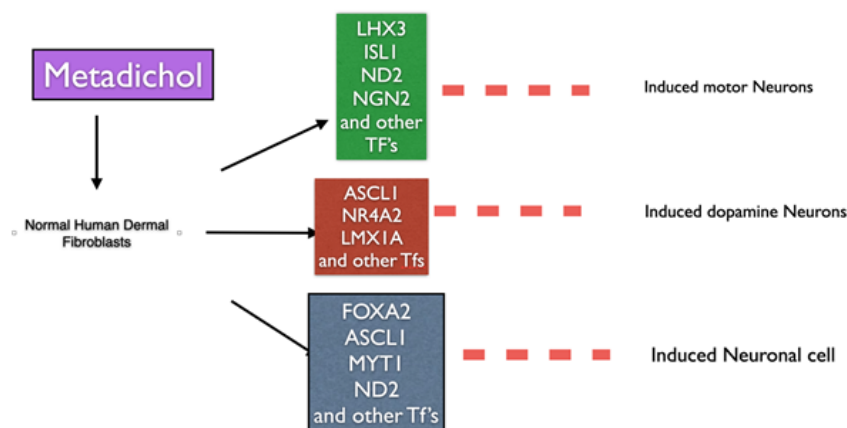 Metadichol
Normal Human Dermal
Fibroblasts
LHX3
ISL1
ND2
NGN2
and other
TF's
Induced motor Neurons
ASCL1
NR4A2
LMX1A
and other Tfs
Induced dopamine Neurons
FOXA2
ASCL1
MYT1
ND2
and other Tf's
Induced Neuronal cell